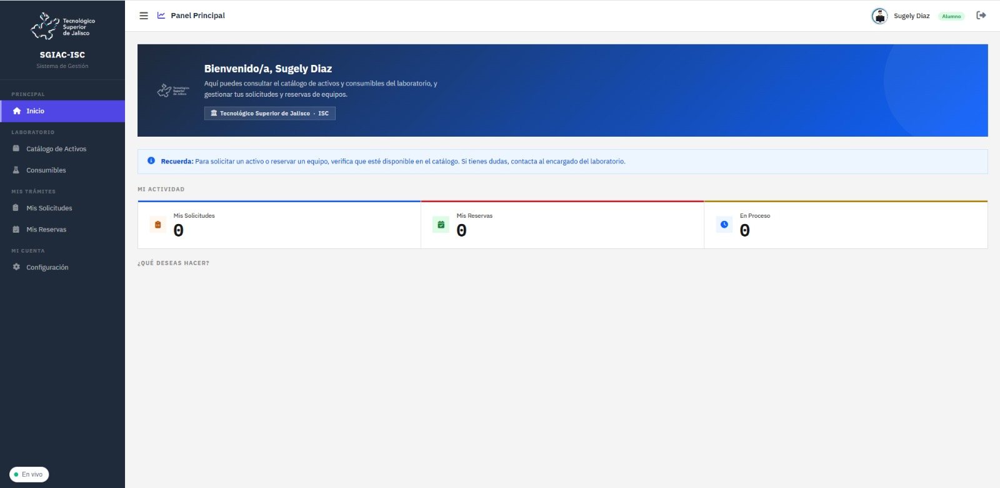 Tecnológico
Superior
de Jalisco
SGIAC-ISC
Sistema de Gestión
PRINCIPAL
Inicio
LABORATORIO
Catálogo de Activos
Consumibles
MIS TRÁMITES
Mis Solicitudes
Mis Reservas
MI CUENTA
Configuración
En vivo
Panel Principal
Sugely Diaz
Alumno
Tecnológico
Superior
de Jalisco
Bienvenido/a, Sugely Diaz
Aquí puedes consultar el catálogo de activos y consumibles del laboratorio, y
gestionar tus solicitudes y reservas de equipos.
Tecnológico Superior de Jalisco · ISC
Recuerda: Para solicitar un activo o reservar un equipo, verifica que esté disponible en el catálogo. Si tienes dudas, contacta al encargado del laboratorio.
MI ACTIVIDAD
Mis Solicitudes
0
Mis Reservas
0
En Proceso
0
¿QUÉ DESEAS HACER?